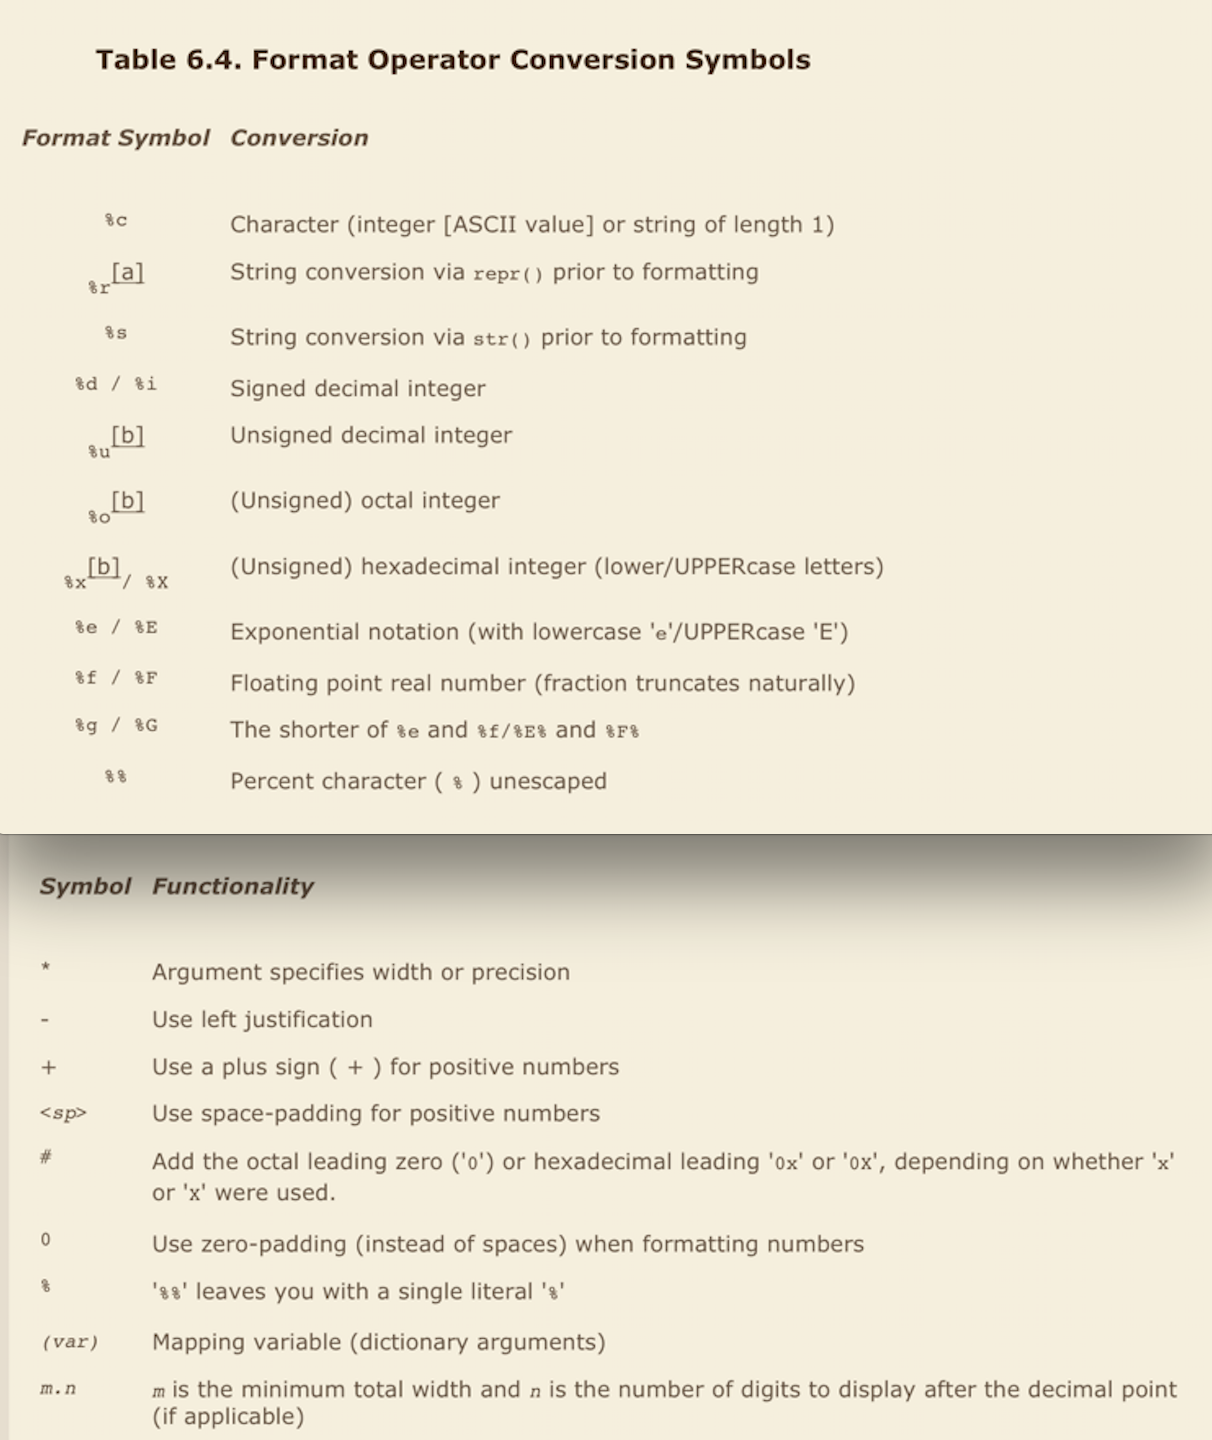 Table 6.4. Format Operator Conversion Symbols
Format Symbol Conversion
%c Character (integer [ASCII value] or string of length 1)
%r[a] String conversion via repr() prior to formatting
%s String conversion via str() prior to formatting
%d / %i Signed decimal integer
%u[b] Unsigned decimal integer
%o[b] (Unsigned) octal integer
%x[b]/ %X (Unsigned) hexadecimal integer (lower/UPPERcase letters)
%e / %E Exponential notation (with lowercase 'e'/UPPERcase 'E')
%f / %F Floating point real number (fraction truncates naturally)
%g / %G The shorter of %e and %f/%E% and %F%
%% Percent character ( % ) unescaped
Symbol Functionality
* Argument specifies width or precision
- Use left justification
+ Use a plus sign ( + ) for positive numbers
<sp> Use space-padding for positive numbers
# Add the octal leading zero ('0') or hexadecimal leading '0x' or '0x', depending on whether 'x'
or 'x' were used.
0 Use zero-padding (instead of spaces) when formatting numbers
% '%%' leaves you with a single literal '%'
(var) Mapping variable (dictionary arguments)
m.n m is the minimum total width and n is the number of digits to display after the decimal point
(if applicable)